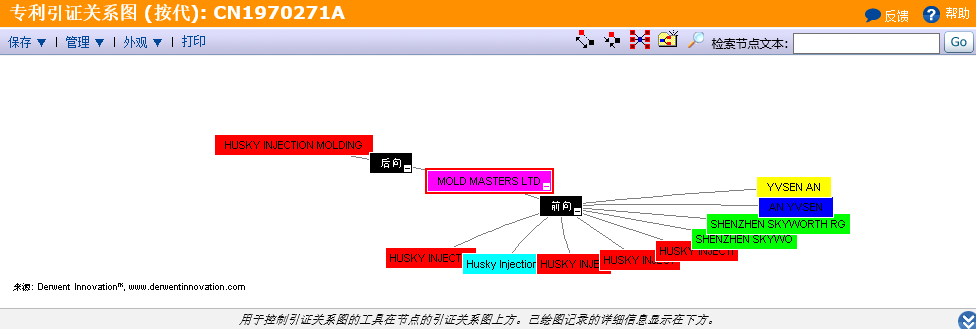 专利引证关系图 (按代): CN1970271A
反馈
帮助
保存 | 管理 | 外观 | 打印
检索节点文本:
Go
HUSKY INJECTION MOLDING
后向
MOLD MASTERS LTD
前向
YVSEN AN
AN YVSEN
SHENZHEN SKYWORTH RG
SHENZHEN SKYWO
HUSKY INJECTI
HUSKY INJECT
HUSKY INJE
Husky Injection
HUSKY INJECT
来源: Derwent Innovation™, www.derwentinnovation.com
用于控制引证关系图的工具在节点的引证关系图上方。已绘图记录的详细信息显示在下方。